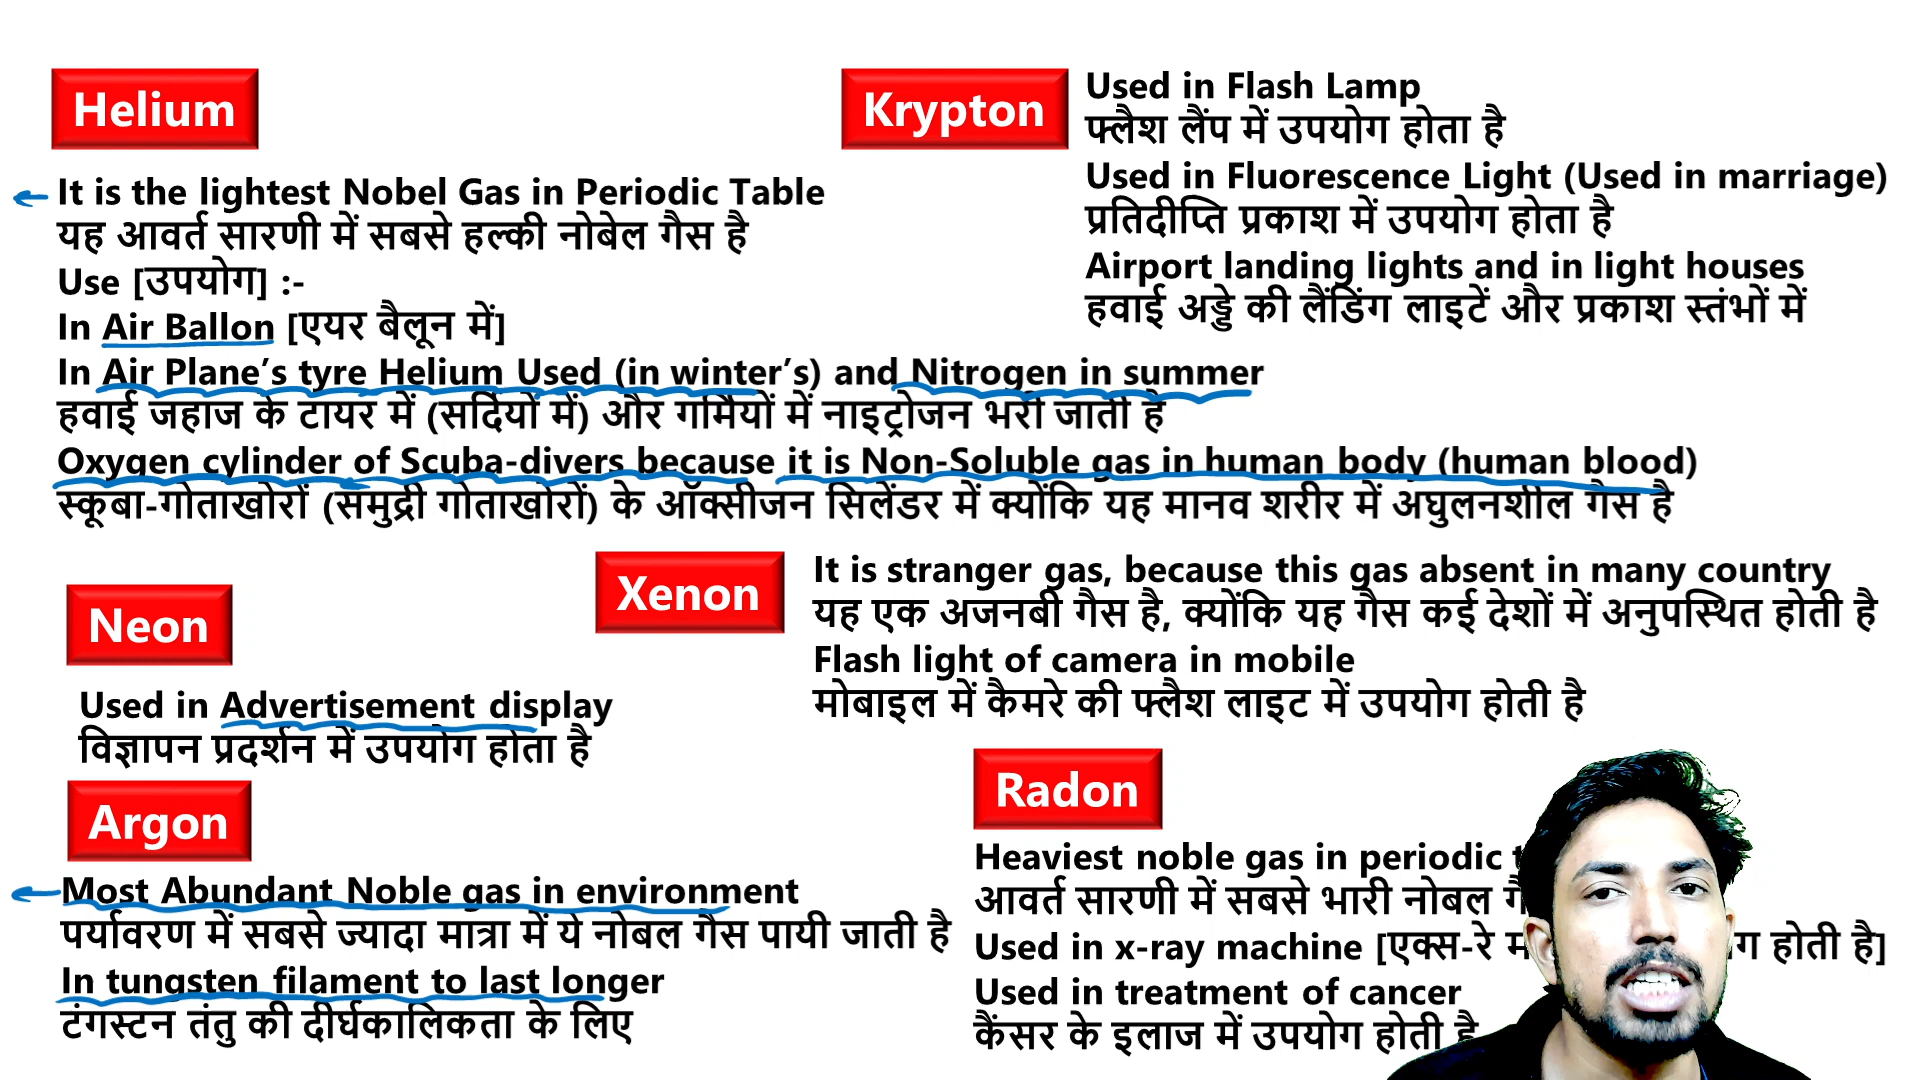 Helium
It is the lightest Nobel Gas in Periodic Table
यह आवर्त सारणी में सबसे हल्की नोबेल गैस है
Use [उपयोग] :-
In Air Ballon [एयर बैलून में]
In Air Plane’s tyre Helium Used (in winter’s) and Nitrogen in summer
हवाई जहाज के टायर में (सर्दियों में) और गर्मियों में नाइट्रोजन भरी जाती है
Oxygen cylinder of Scuba-divers because it is Non-Soluble gas in human body (human blood)
स्कूबा-गोताखोरों (समुद्री गोताखोरों) के ऑक्सीजन सिलेंडर में क्योंकि यह मानव शरीर में अघुलनशील गैस है
Krypton
Used in Flash Lamp
फ्लैश लैंप में उपयोग होता है
Used in Fluorescence Light (Used in marriage)
प्रतिदीप्ति प्रकाश में उपयोग होता है
Airport landing lights and in light houses
हवाई अड्डे की लैंडिंग लाइटें और प्रकाश स्तंभों में
Neon
Used in Advertisement display
विज्ञापन प्रदर्शन में उपयोग होता है
Xenon
It is stranger gas, because this gas absent in many country
यह एक अजनबी गैस है, क्योंकि यह गैस कई देशों में अनुपस्थित होती है
Flash light of camera in mobile
मोबाइल में कैमरे की फ्लैश लाइट में उपयोग होती है
Argon
Most Abundant Noble gas in environment
पर्यावरण में सबसे ज्यादा मात्रा में ये नोबल गैस पायी जाती है
In tungsten filament to last longer
टंगस्टन तंतु की दीर्घकालिकता के लिए
Radon
Heaviest noble gas in periodic
आवर्त सारणी में सबसे भारी नोबल
Used in x-ray machine [एक्स-रे होती है]
Used in treatment of cancer
कैंसर के इलाज में उपयोग होती है